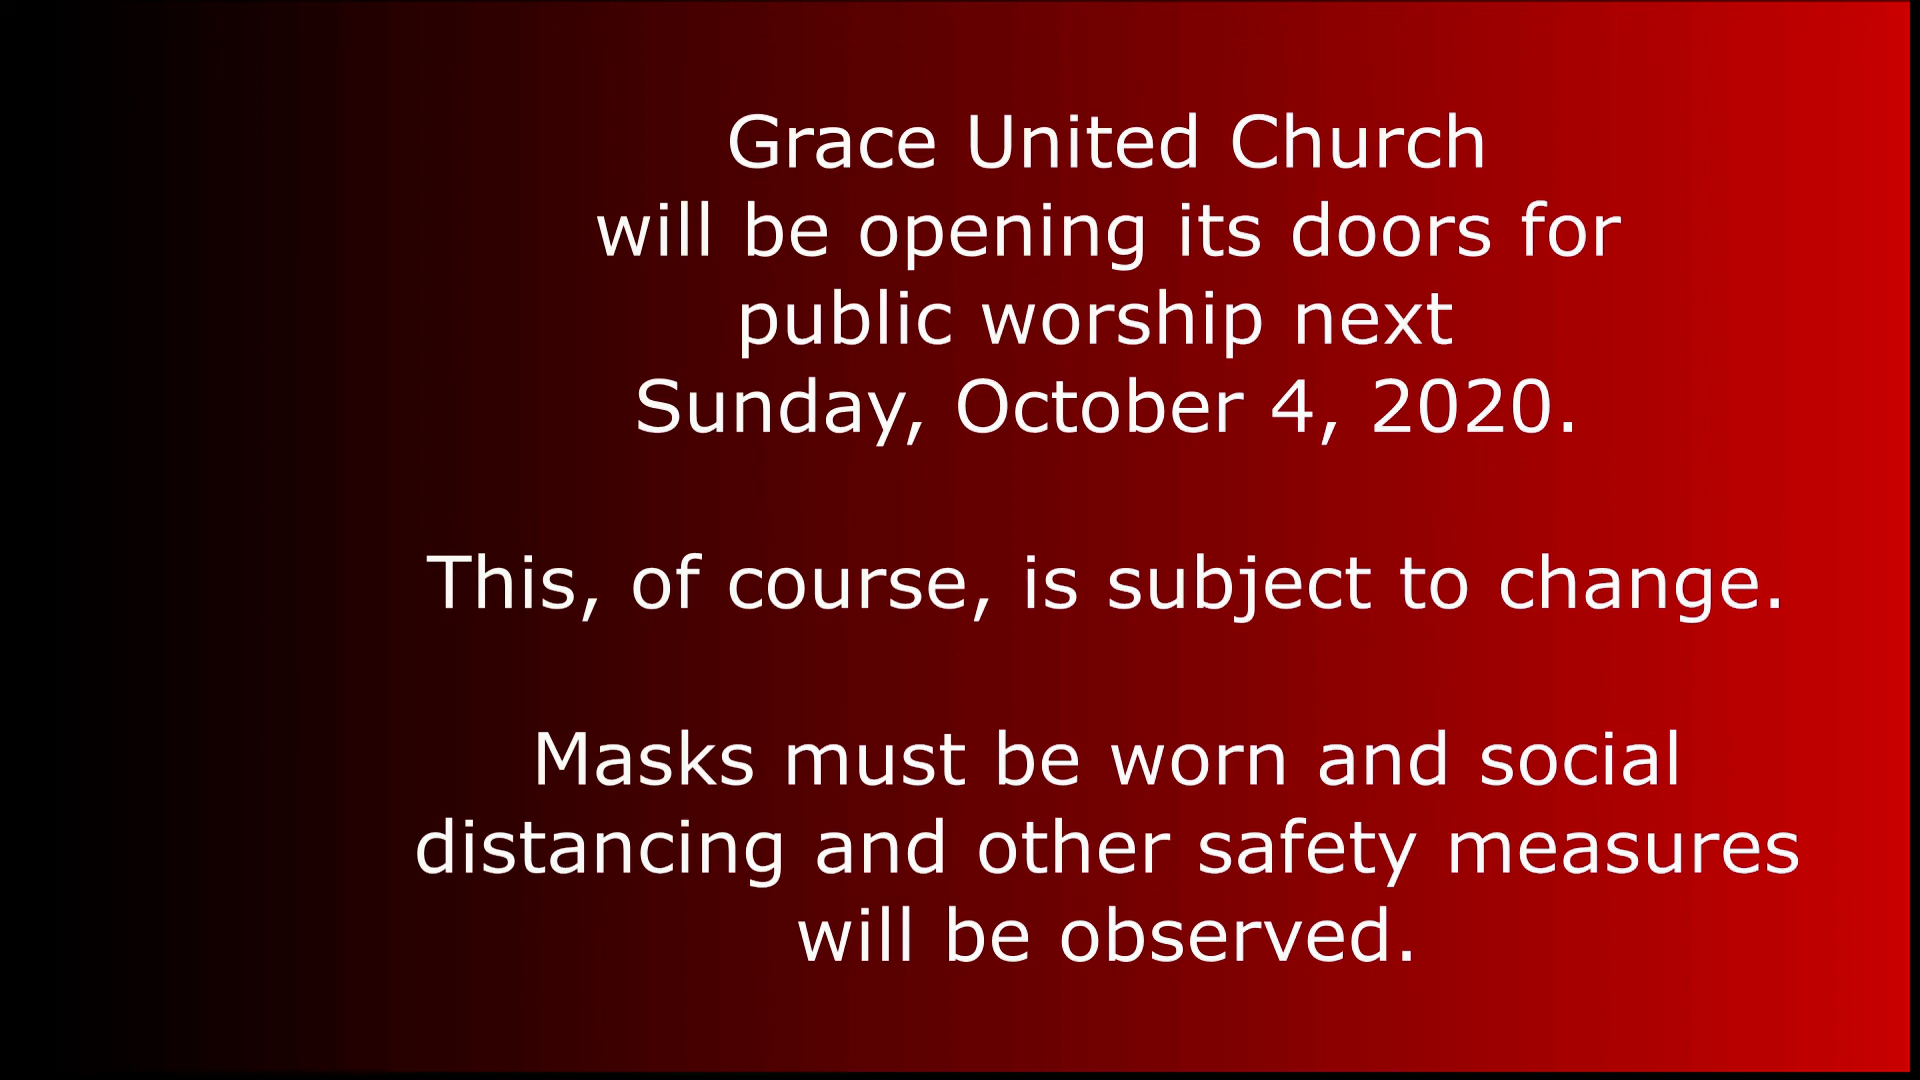 Grace United Church
will be opening its doors for
public worship next
Sunday, October 4, 2020.
This, of course, is subject to change.
Masks must be worn and social
distancing and other safety measures
will be observed.